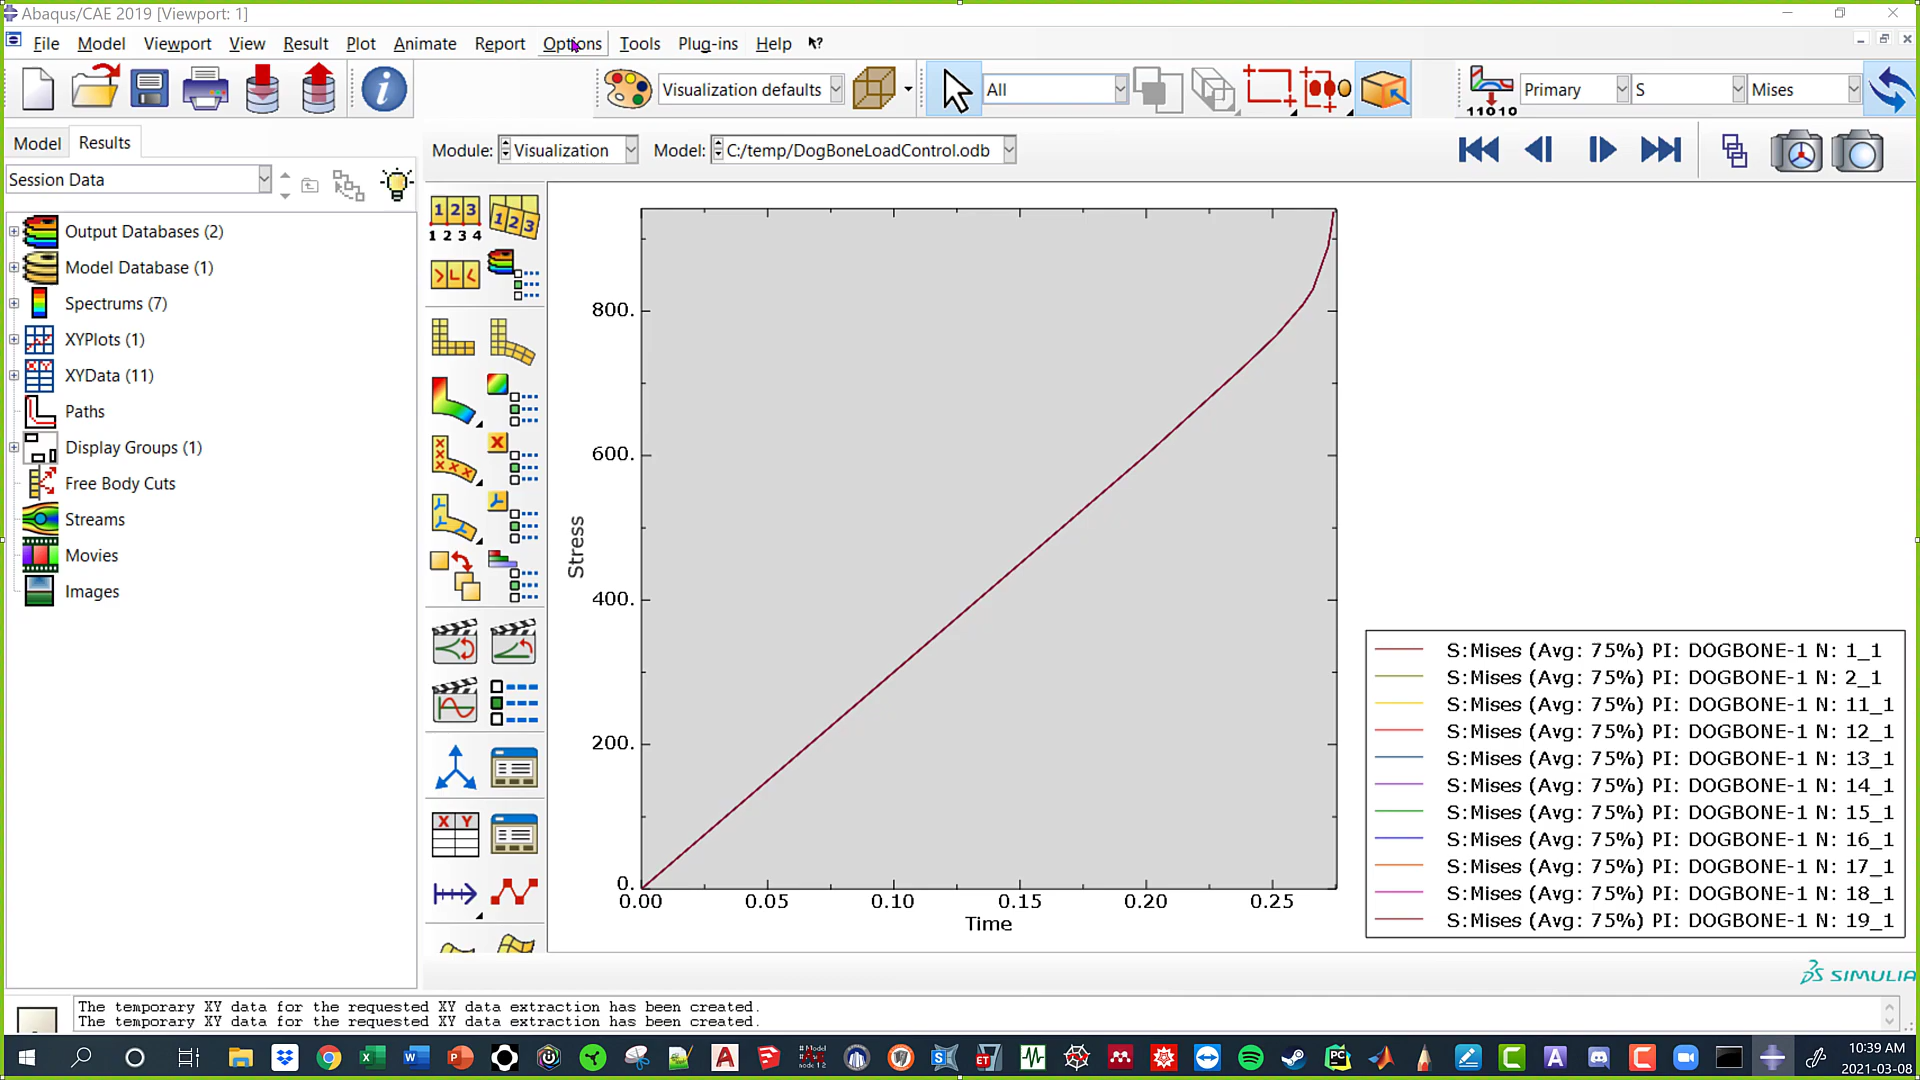 Abaqus/CAE 2019 [Viewport: 1]
File Model Viewport View Result Plot Animate Report Options Tools Plug-ins Help
Visualization defaults All Primary S Mises
11010
Model Results Module: Visualization Model: C:/temp/DogBoneLoadControl.odb
Session Data
Output Databases (2)
Model Database (1)
Spectrums (7)
XYPlots (1)
XYData (11)
Paths
Display Groups (1)
Free Body Cuts
Streams
Movies
Images
1 2 3
1 2 3 4
1 2 3
X Y
800.
600.
400.
200.
0.
Stress
0.00 0.05 0.10 0.15 0.20 0.25
Time
S:Mises (Avg: 75%) PI: DOGBONE-1 N: 1_1
S:Mises (Avg: 75%) PI: DOGBONE-1 N: 2_1
S:Mises (Avg: 75%) PI: DOGBONE-1 N: 11_1
S:Mises (Avg: 75%) PI: DOGBONE-1 N: 12_1
S:Mises (Avg: 75%) PI: DOGBONE-1 N: 13_1
S:Mises (Avg: 75%) PI: DOGBONE-1 N: 14_1
S:Mises (Avg: 75%) PI: DOGBONE-1 N: 15_1
S:Mises (Avg: 75%) PI: DOGBONE-1 N: 16_1
S:Mises (Avg: 75%) PI: DOGBONE-1 N: 17_1
S:Mises (Avg: 75%) PI: DOGBONE-1 N: 18_1
S:Mises (Avg: 75%) PI: DOGBONE-1 N: 19_1
SIMULIA
The temporary XY data for the requested XY data extraction has been created.
The temporary XY data for the requested XY data extraction has been created.
10:39 AM
2021-03-08